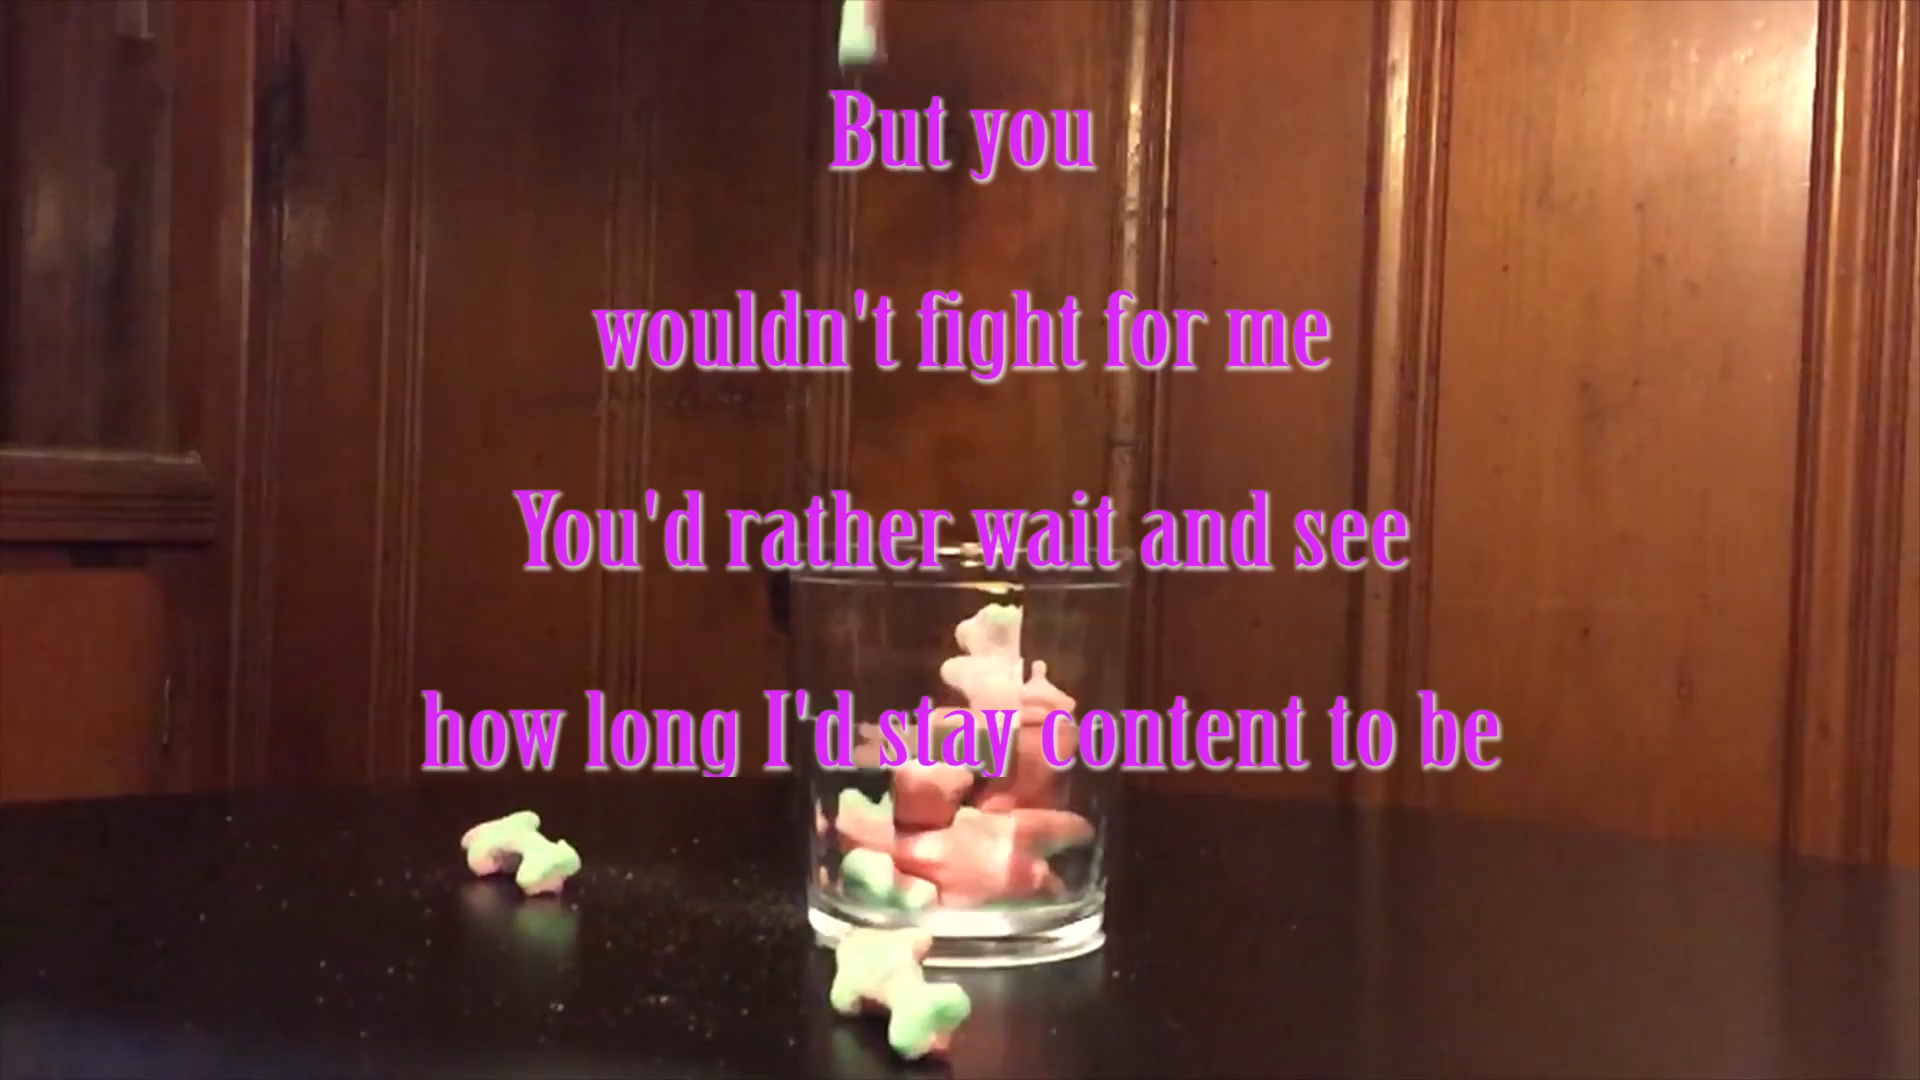 But you
wouldn't fight for me
You'd rather wait and see
how long I'd stay content to be